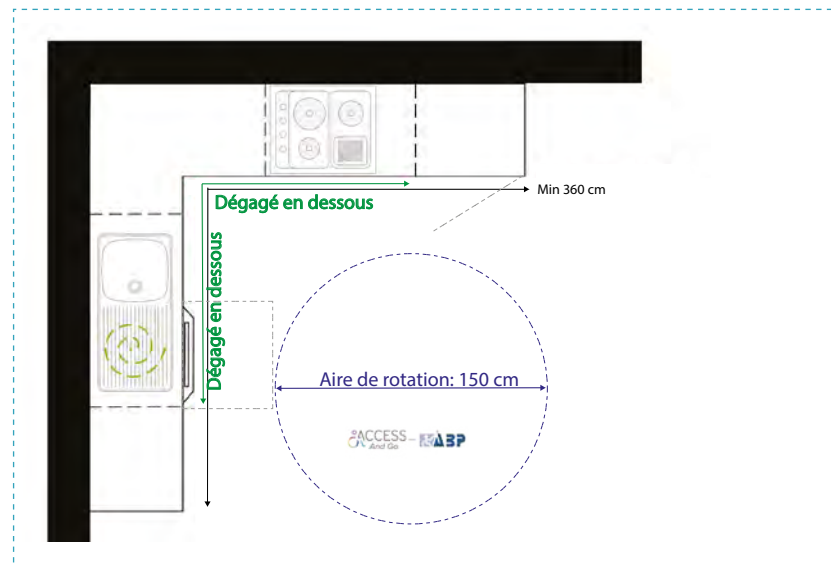 Min 360 cm
Dégagé en dessous
Dégagé en dessous
Aire de rotation: 150 cm
ACCESS
And Go
ABP